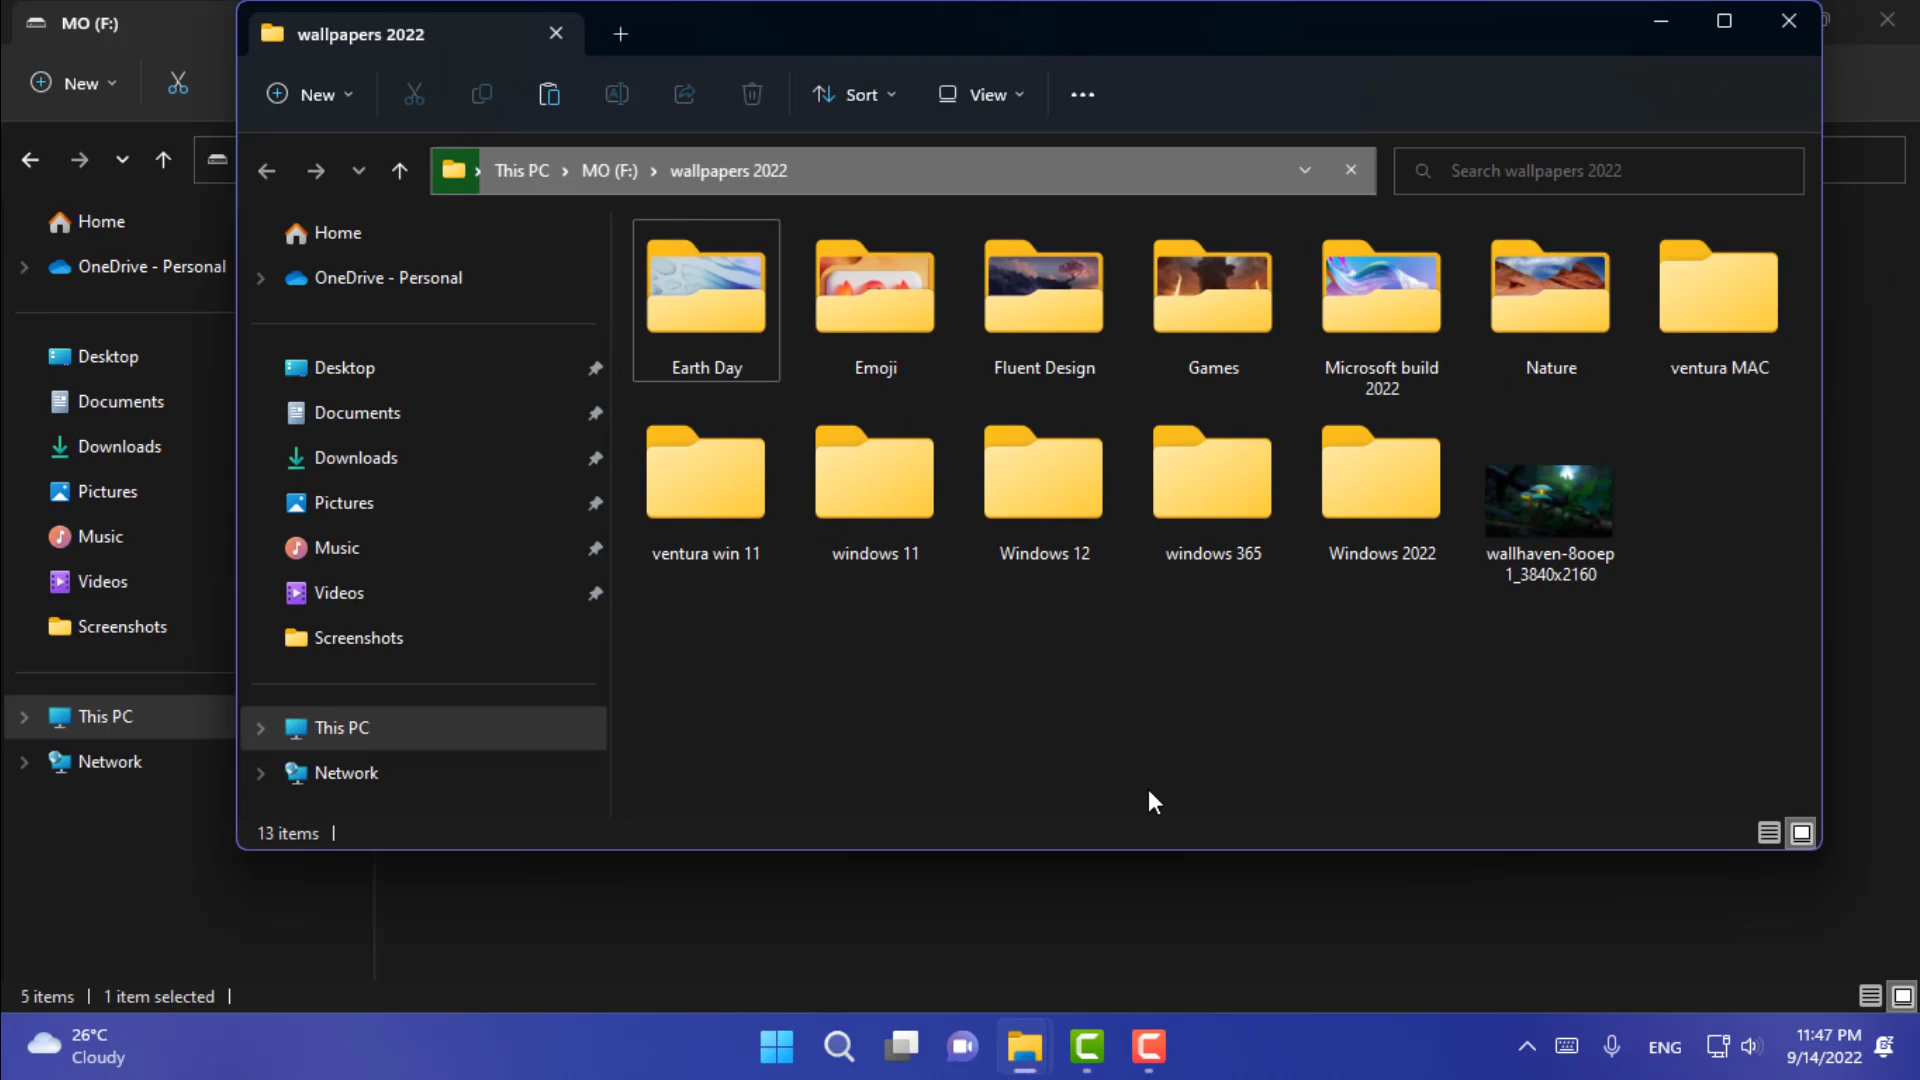 MO (F:)
New
Home
OneDrive - Personal
Desktop
Documents
Downloads
Pictures
Music
Videos
Screenshots
This PC
Network
5 items
1 item selected
wallpapers 2022
New
Sort
View
This PC
MO (F:)
wallpapers 2022
Search wallpapers 2022
Home
OneDrive - Personal
Desktop
Documents
Downloads
Pictures
Music
Videos
Screenshots
This PC
Network
Earth Day
Emoji
Fluent Design
Games
Microsoft build
2022
Nature
ventura MAC
ventura win 11
windows 11
Windows 12
windows 365
Windows 2022
wallhaven-8ooep
1_3840x2160
13 items
26°C
Cloudy
ENG
11:47 PM
9/14/2022